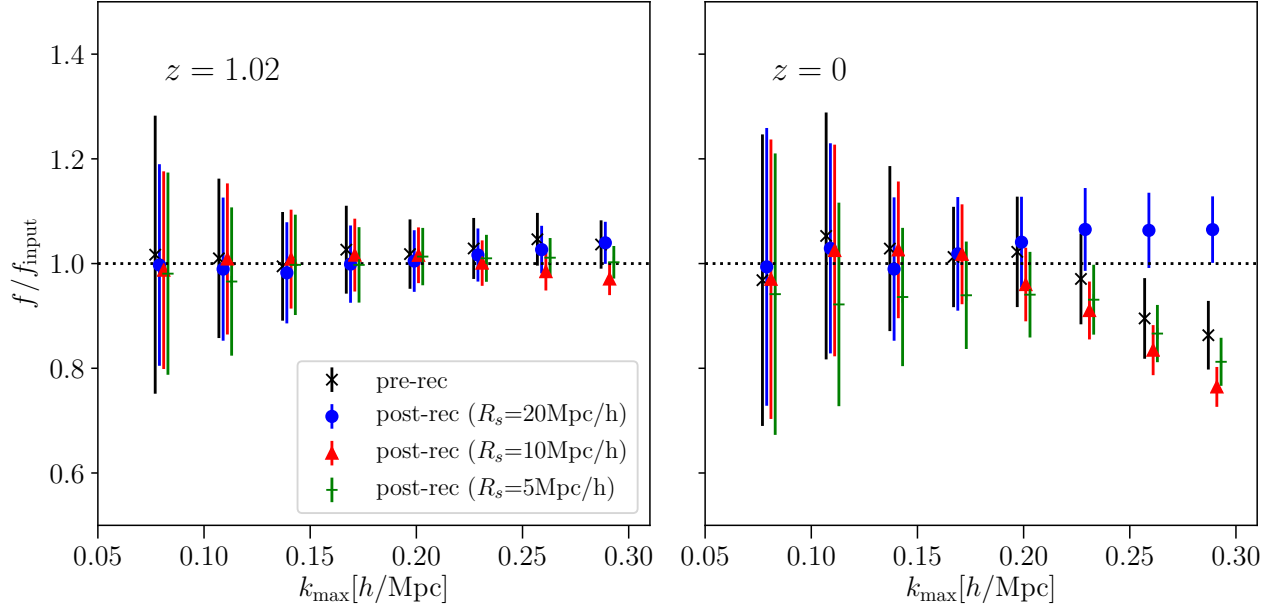 1.4
1.2
1.0
0.8
0.6
f/f_input
z = 1.02
z = 0
pre-rec
post-rec (R_s=20Mpc/h)
post-rec (R_s=10Mpc/h)
post-rec (R_s=5Mpc/h)
0.05 0.10 0.15 0.20 0.25 0.30
k_max[h/Mpc]
0.05 0.10 0.15 0.20 0.25 0.30
k_max[h/Mpc]